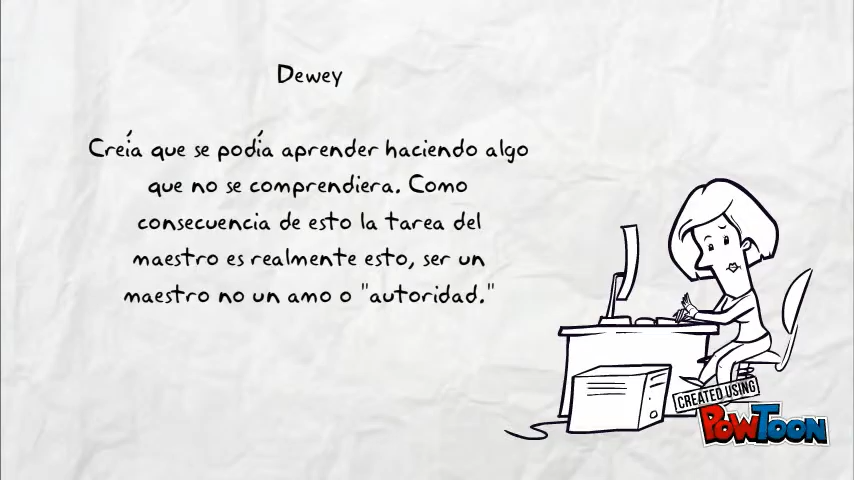 Dewey
Creía que se podía aprender haciendo algo
que no se comprendiera. Como
consecuencia de esto la tarea del
maestro es realmente esto, ser un
maestro no un amo o "autoridad."
CREATED USING
POWTOON